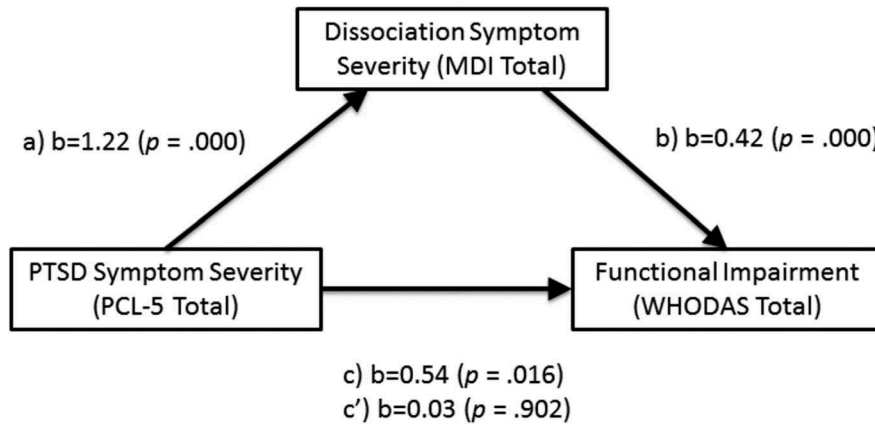 Dissociation Symptom
Severity (MDI Total)
a) b=1.22 (p = .000)
b) b=0.42 (p = .000)
PTSD Symptom Severity
(PCL-5 Total)
Functional Impairment
(WHODAS Total)
c) b=0.54 (p = .016)
c’) b=0.03 (p = .902)